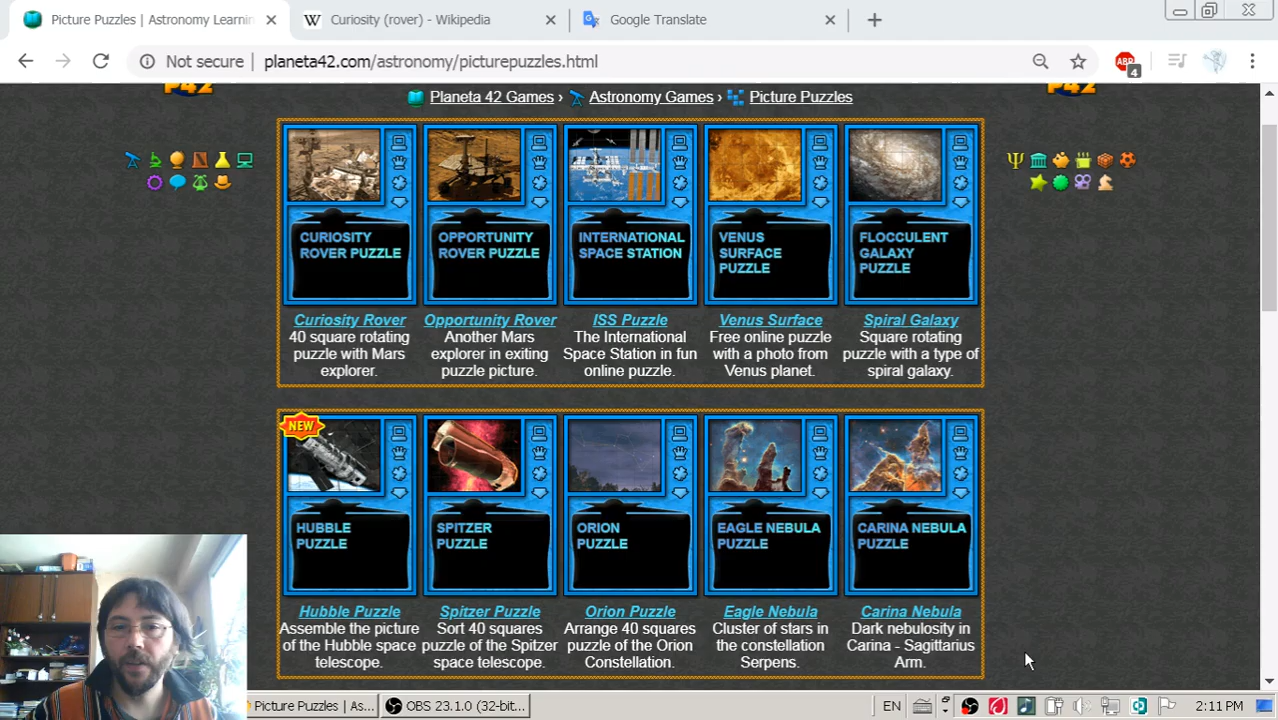 Picture Puzzles | Astronomy Learnin
Curiosity (rover) - Wikipedia
Google Translate
Not secure
planeta42.com/astronomy/picturepuzzles.html
ABP
4
P42
Planeta 42 Games › Astronomy Games › Picture Puzzles
P42
CURIOSITY
ROVER PUZZLE
OPPORTUNITY
ROVER PUZZLE
INTERNATIONAL
SPACE STATION
VENUS
SURFACE
PUZZLE
FLOCCULENT
GALAXY
PUZZLE
Curiosity Rover
40 square rotating
puzzle with Mars
explorer.
Opportunity Rover
Another Mars
explorer in exiting
puzzle picture.
ISS Puzzle
The International
Space Station in fun
online puzzle.
Venus Surface
Free online puzzle
with a photo from
Venus planet.
Spiral Galaxy
Square rotating
puzzle with a type of
spiral galaxy.
NEW
HUBBLE
PUZZLE
SPITZER
PUZZLE
ORION
PUZZLE
EAGLE NEBULA
PUZZLE
CARINA NEBULA
PUZZLE
Hubble Puzzle
Assemble the picture
of the Hubble space
telescope.
Spitzer Puzzle
Sort 40 squares
puzzle of the Spitzer
space telescope.
Orion Puzzle
Arrange 40 squares
puzzle of the Orion
Constellation.
Eagle Nebula
Cluster of stars in
the constellation
Serpens.
Carina Nebula
Dark nebulosity in
Carina - Sagittarius
Arm.
Picture Puzzles | As...
OBS 23.1.0 (32-bit...
EN
2:11 PM